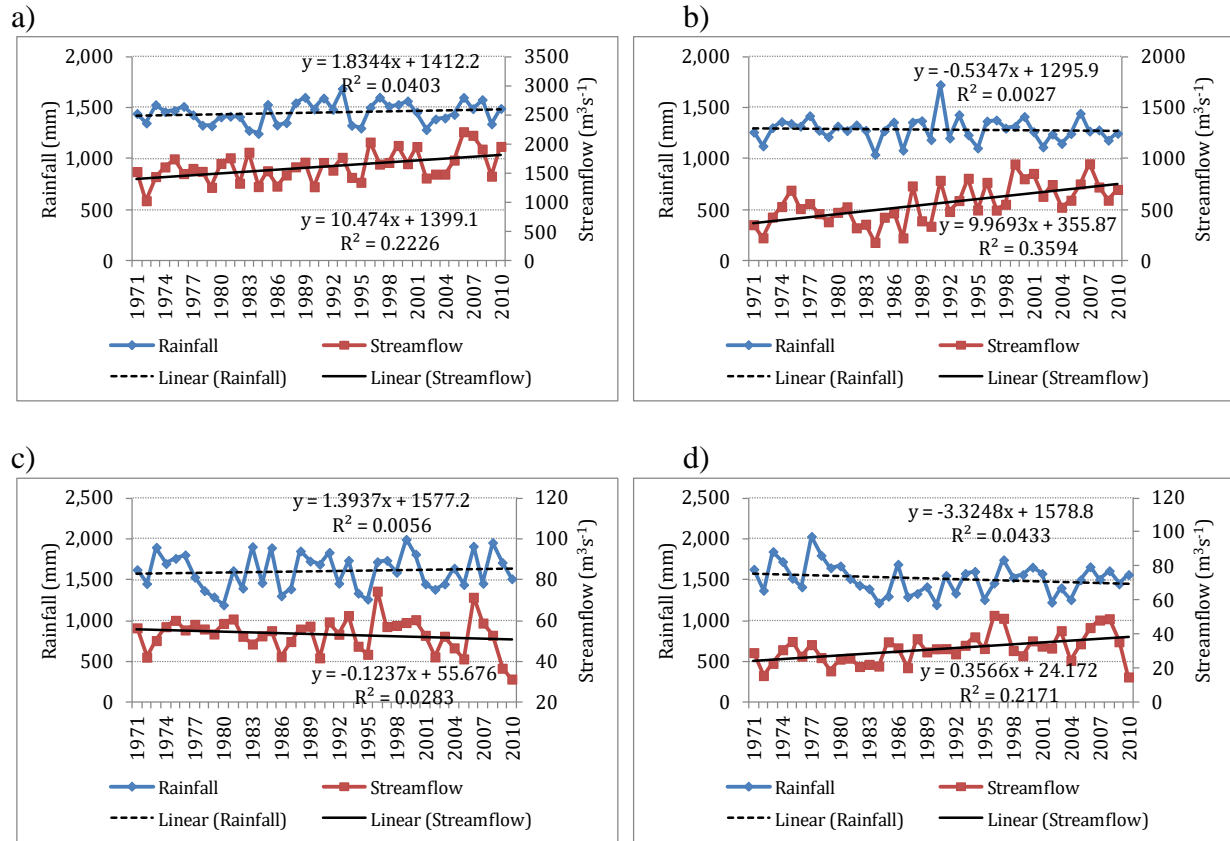 a)
y = 1.8344x + 1412.2
R² = 0.0403
y = 10.474x + 1399.1
R² = 0.2226
0
500
1000
1500
2000
2500
3000
3500
0
500
1,000
1,500
2,000
1971
1974
1977
1980
1983
1986
1989
1992
1995
1998
2001
2004
2007
2010
Streamflow (m³s⁻¹)
Rainfall (mm)
Rainfall
Streamflow
Linear (Rainfall)
Linear (Streamflow)
b)
y = -0.5347x + 1295.9
R² = 0.0027
y = 9.9693x + 355.87
R² = 0.3594
0
500
1000
1500
2000
0
500
1,000
1,500
2,000
1971
1974
1977
1980
1983
1986
1989
1992
1995
1998
2001
2004
2007
2010
Streamflow (m³s⁻¹)
Rainfall (mm)
Rainfall
Streamflow
Linear (Rainfall)
Linear (Streamflow)
c)
y = 1.3937x + 1577.2
R² = 0.0056
y = -0.1237x + 55.676
R² = 0.0283
20
40
60
80
100
120
0
500
1,000
1,500
2,000
2,500
1971
1974
1977
1980
1983
1986
1989
1992
1995
1998
2001
2004
2007
2010
Streamflow (m³s⁻¹)
Rainfall (mm)
Rainfall
Streamflow
Linear (Rainfall)
Linear (Streamflow)
d)
y = -3.3248x + 1578.8
R² = 0.0433
y = 0.3566x + 24.172
R² = 0.2171
0
20
40
60
80
100
120
0
500
1,000
1,500
2,000
2,500
1971
1974
1977
1980
1983
1986
1989
1992
1995
1998
2001
2004
2007
2010
Streamflow (m³s⁻¹)
Rainfall (mm)
Rainfall
Streamflow
Linear (Rainfall)
Linear (Streamflow)